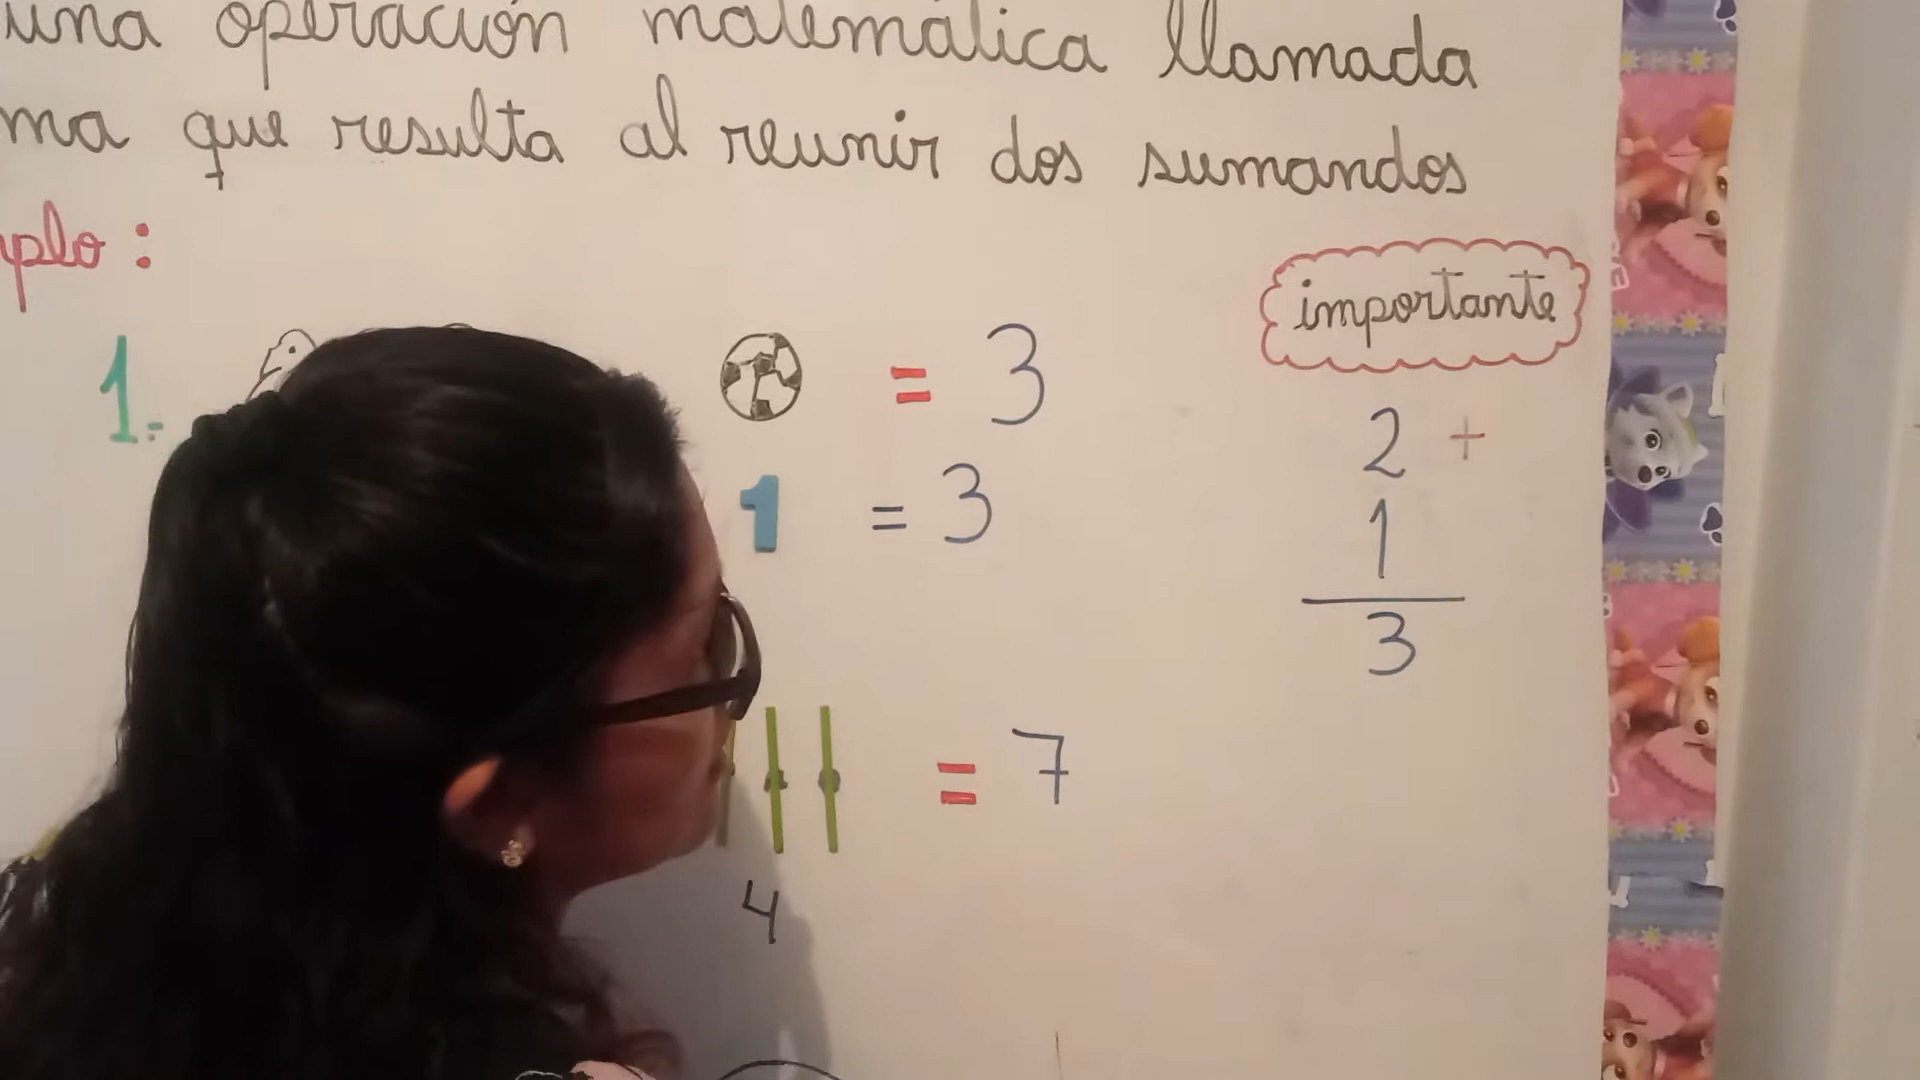 una operación matemática llamada
ma que resulta al reunir dos sumandos
plo :
importante
1.
= 3
2 +
1 = 3
1
3
= 7
4